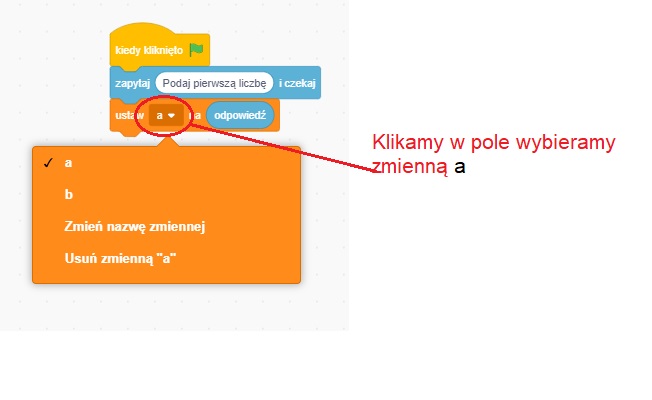 kiedy kliknięto
zapytaj Podaj pierwszą liczbę i czekaj
ustaw a na odpowiedź
✓ a
b
Zmień nazwę zmiennej
Usuń zmienną "a"
Klikamy w pole wybieramy
zmienną a